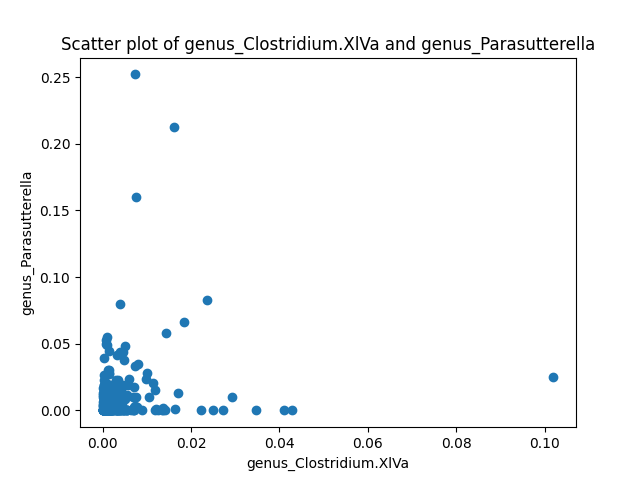 Scatter plot of genus_Clostridium.XlVa and genus_Parasutterella
0.25
0.20
0.15
0.10
0.05
0.00
genus_Parasutterella
0.00 0.02 0.04 0.06 0.08 0.10
genus_Clostridium.XlVa